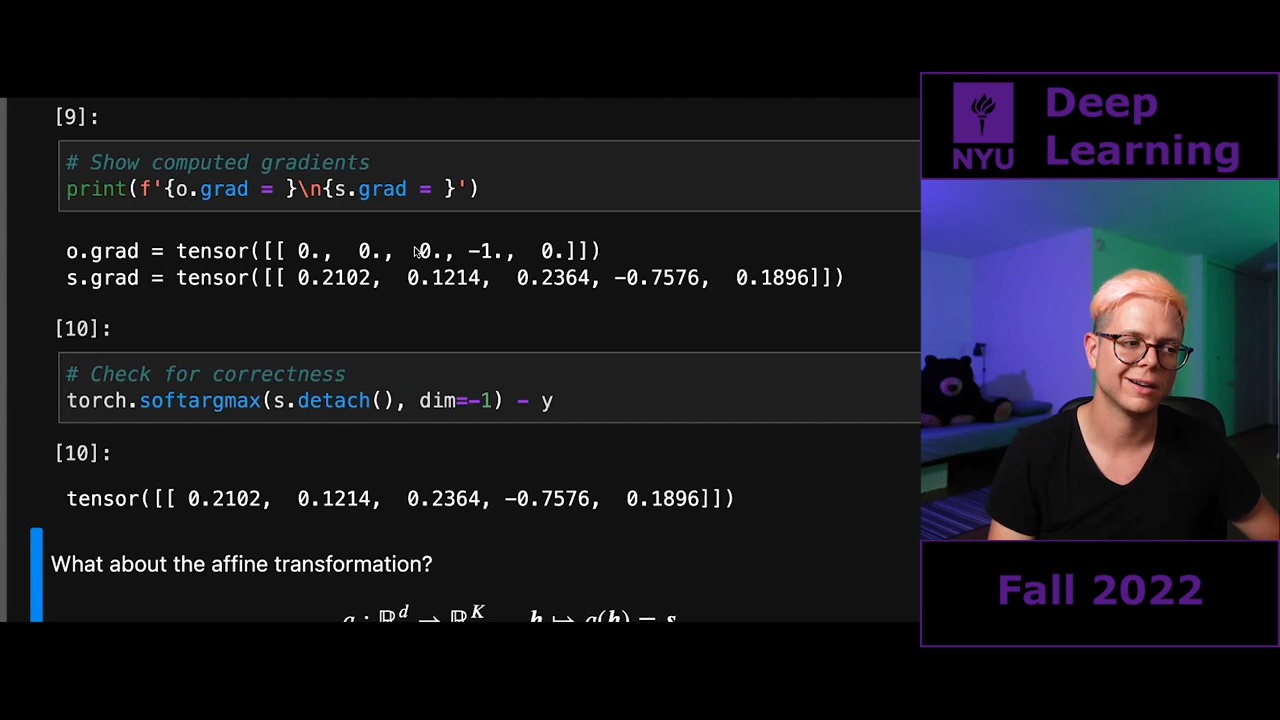 [9]:
# Show computed gradients
print(f'{o.grad = }\n{s.grad = }')
o.grad = tensor([[ 0., 0., 0., -1., 0.]])
s.grad = tensor([[ 0.2102, 0.1214, 0.2364, -0.7576, 0.1896]])
[10]:
# Check for correctness
torch.softargmax(s.detach(), dim=-1) - y
[10]:
tensor([[ 0.2102, 0.1214, 0.2364, -0.7576, 0.1896]])
What about the affine transformation?
NYU
Deep
Learning
Fall 2022